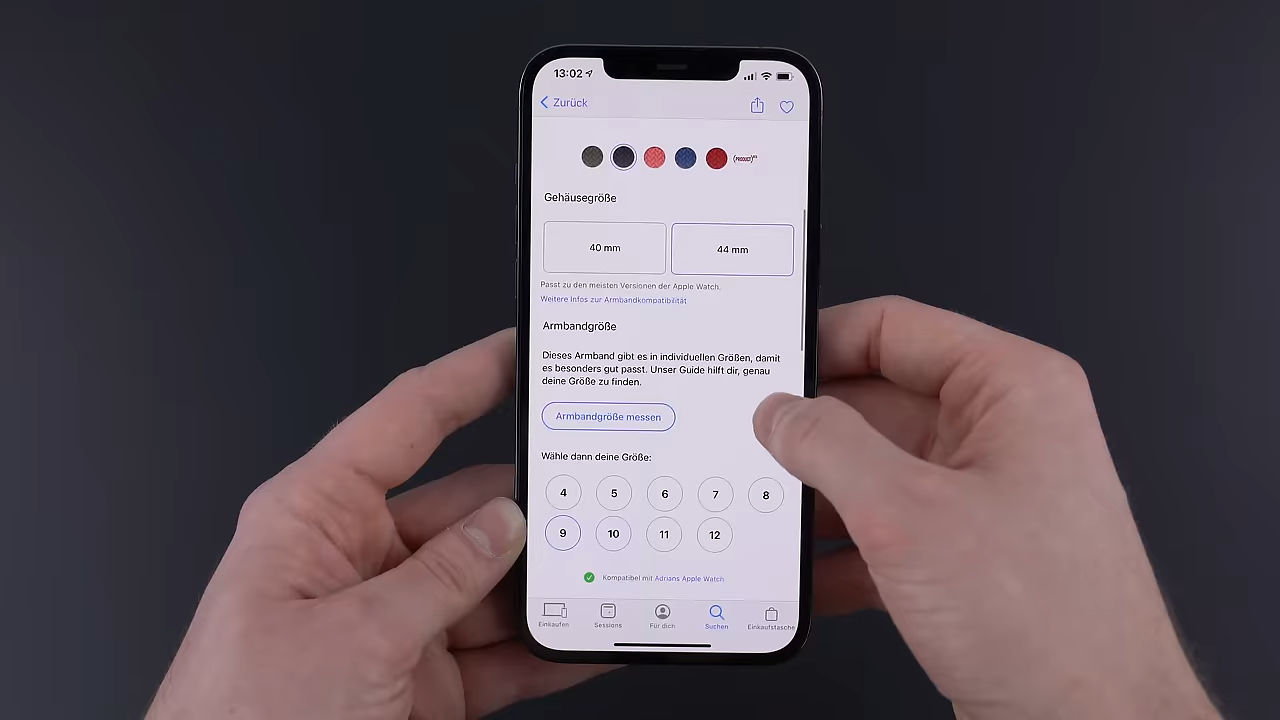 13:02
Zurück
(PRODUCT)RED
Gehäusegröße
40 mm
44 mm
Passt zu den meisten Versionen der Apple Watch.
Weitere Infos zur Armbandkompatibilität
Armbandgröße
Dieses Armband gibt es in individuellen Größen, damit
es besonders gut passt. Unser Guide hilft dir, genau
deine Größe zu finden.
Armbandgröße messen
Wähle dann deine Größe:
4 5 6 7 8
9 10 11 12
Kompatibel mit Adrians Apple Watch
Einkaufen Sessions Für dich Suchen Einkaufstasche